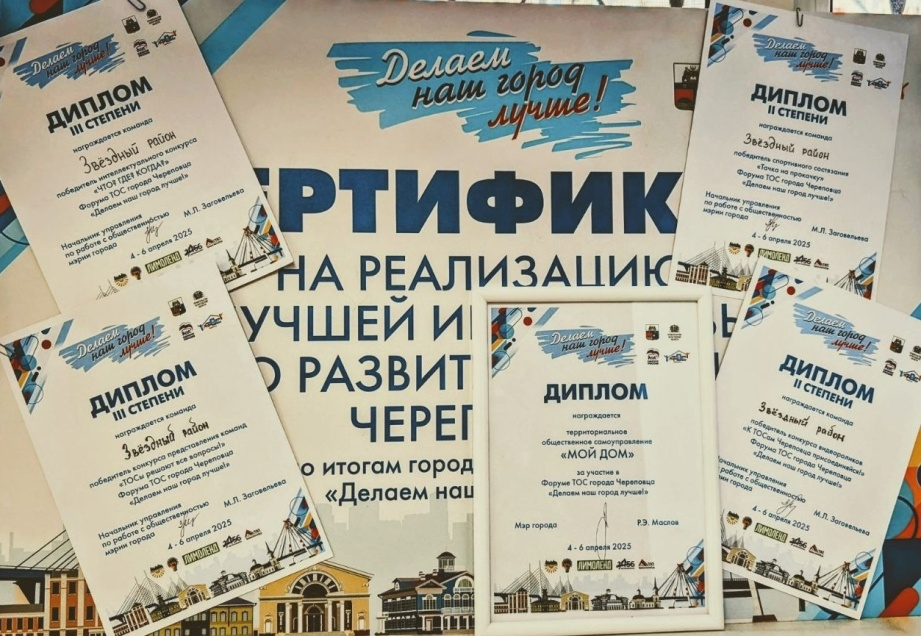 Делаем
наш город
лучше!
ДИПЛОМ
III СТЕПЕНИ
награждается команда
Звёздный район
победитель интеллектуального конкурса
«ЧТО? ГДЕ? КОГДА?»
Форума ТОС города Череповца
«Делаем наш город лучше!»
Начальник управления
по работе с общественностью
мэрии города
М.Л. Заговельева
4 - 6 апреля 2025
ЛИМОЛЕНД
Делаем
наш город
лучше!
ЕРТИФИК
НА РЕАЛИЗАЦИЮ
УЧШЕЙ И
О РАЗВИТ
ЧЕРЕП
о итогам город
«Делаем наш
Делаем
наш город
лучше!
ДИПЛОМ
II СТЕПЕНИ
награждается команда
Звёздный район
победитель спортивного состязания
«Точка на прокачку»
Форума ТОС города Череповца
«Делаем наш город лучше!»
Начальник управления
по работе с общественностью
мэрии города
М.Л. Заговельева
4 - 6 апреля 2025
ЛИМОЛЕНД
Делаем
наш город
лучше!
ДИПЛОМ
III СТЕПЕНИ
награждается команда
Звёздный район
победитель конкурса представления команд
«ТОСы решают все вопросы!»
Форума ТОС города Череповца
«Делаем наш город лучше!»
Начальник управления
по работе с общественностью
мэрии города
М.Л. Заговельева
4 - 6 апреля 2025
ЛИМОЛЕНД
Делаем
наш город
лучше!
ДИПЛОМ
награждается
территориальное
общественное самоуправление
«МОЙ ДОМ»
за участие в
Форуме ТОС города Череповца
«Делаем наш город лучше!»
Мэр города
Р.Э. Маслов
4 - 6 апреля 2025
ЛИМОЛЕНД
Делаем
наш город
лучше!
ДИПЛОМ
II СТЕПЕНИ
награждается команда
Звёздный район
победитель конкурса видеороликов
«К ТОСам Череповца присоединяйся!»
Форума ТОС города Череповца
«Делаем наш город лучше!»
Начальник управления
по работе с общественностью
мэрии города
М.Л. Заговельева
4 - 6 апреля 2025
ЛИМОЛЕНД